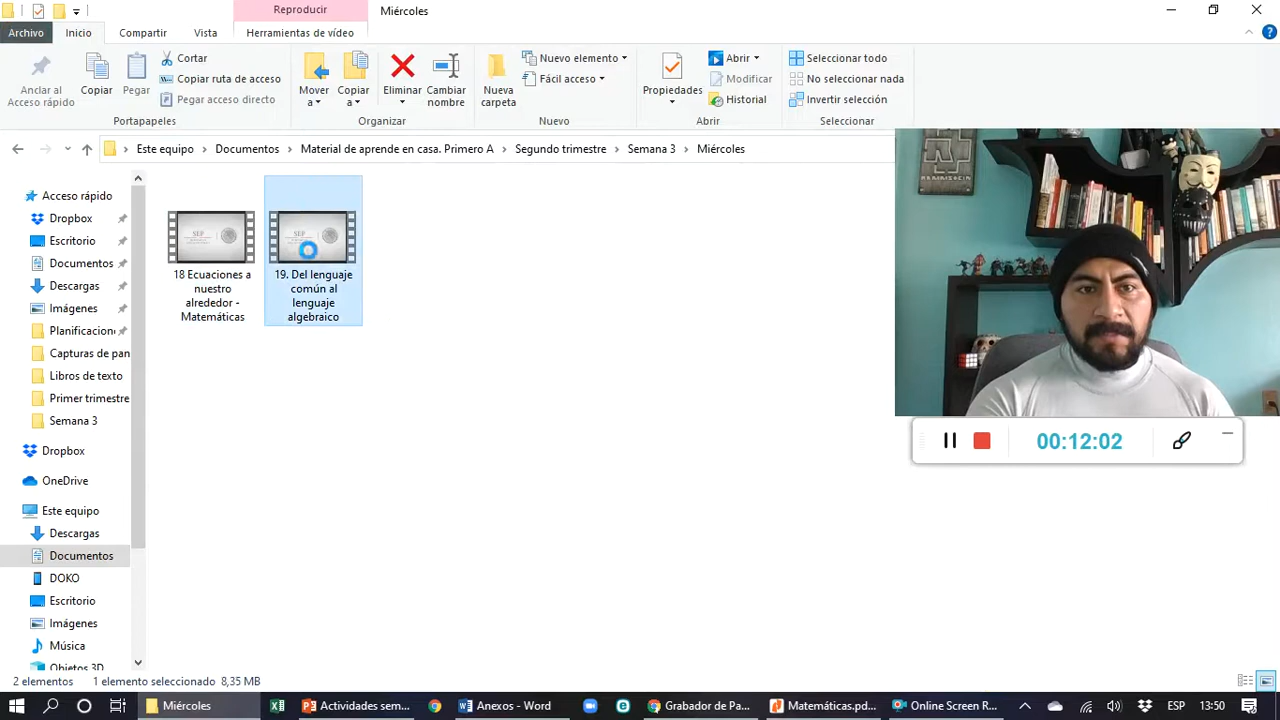 Reproducir
Miércoles
Archivo
Inicio
Compartir
Vista
Herramientas de vídeo
Anclar al Acceso rápido
Copiar
Pegar
Cortar
Copiar ruta de acceso
Pegar acceso directo
Portapapeles
Mover a
Copiar a
Eliminar
Cambiar nombre
Organizar
Nueva carpeta
Nuevo elemento
Fácil acceso
Nuevo
Propiedades
Abrir
Modificar
Historial
Abrir
Seleccionar todo
No seleccionar nada
Invertir selección
Seleccionar
Este equipo > Documentos > Material de aprende en casa. Primero A > Segundo trimestre > Semana 3 > Miércoles
RAMMSTEIN
Acceso rápido
Dropbox
Escritorio
Documentos
Descargas
Imágenes
Planificacion
Capturas de pan
Libros de texto
Primer trimestre
Semana 3
Dropbox
OneDrive
Este equipo
Descargas
Documentos
DOKO
Escritorio
Imágenes
Música
Objetos 3D
SEP
18 Ecuaciones a
nuestro
alrededor -
Matemáticas
SEP
19. Del lenguaje
común al
lenguaje
algebraico
00:12:02
2 elementos
1 elemento seleccionado 8,35 MB
Miércoles
Actividades sem...
Anexos - Word
Grabador de Pa...
Matemáticas.pd...
Online Screen R...
ESP
13:50